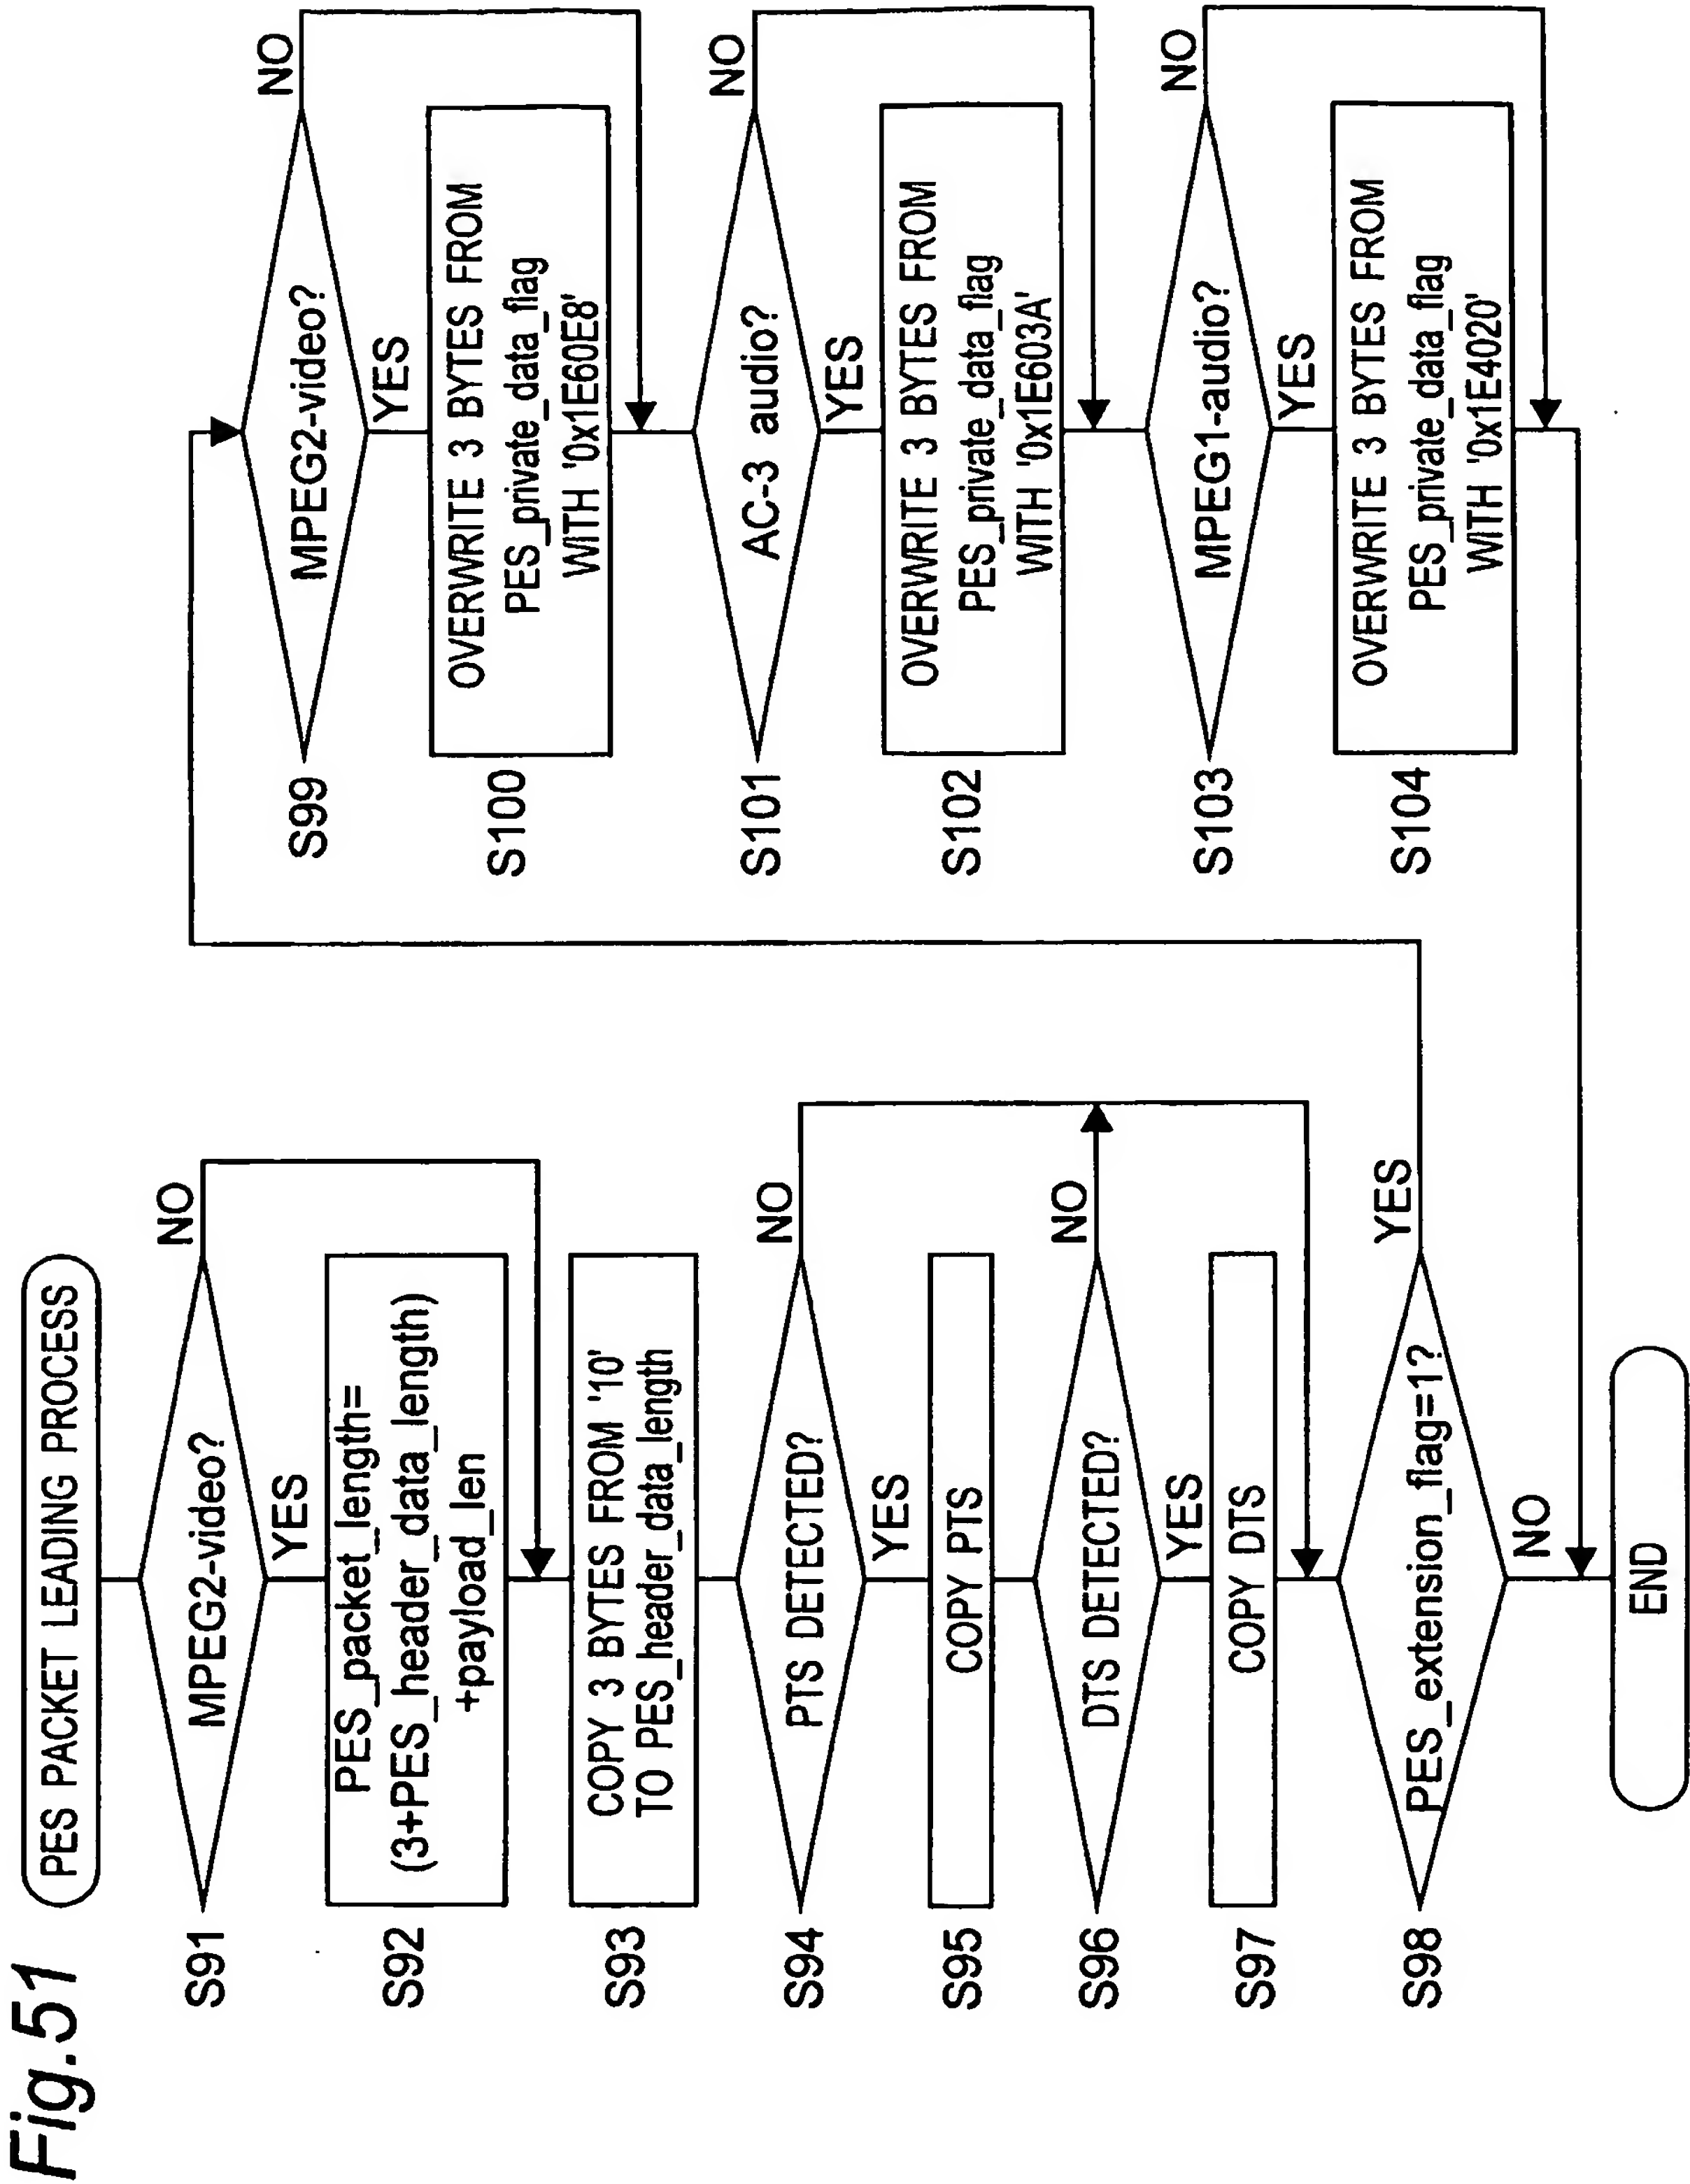 Fig.51
PES PACKET LEADING PROCESS
S91
MPEG2-video?
NO
YES
S92
PES_packet_length=
(3+PES_header_data_length)
+payload_len
S93
COPY 3 BYTES FROM '10'
TO PES_header_data_length
S94
PTS DETECTED?
NO
YES
S95
COPY PTS
S96
DTS DETECTED?
NO
YES
S97
COPY DTS
S98
PES_extension_flag=1?
YES
NO
END
S99
MPEG2-video?
NO
YES
S100
OVERWRITE 3 BYTES FROM
PES_private_data_flag
WITH '0x1E60E8'
S101
AC-3 audio?
NO
YES
S102
OVERWRITE 3 BYTES FROM
PES_private_data_flag
WITH '0x1E603A'
S103
MPEG1-audio?
NO
YES
S104
OVERWRITE 3 BYTES FROM
PES_private_data_flag
WITH '0x1E4020'